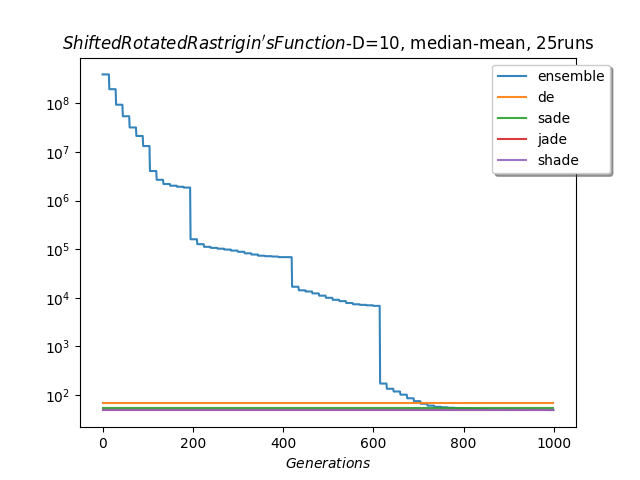 ShiftedRotatedRastrigin'sFunction-D=10, median-mean, 25runs
ensemble
de
sade
jade
shade
10^8
10^7
10^6
10^5
10^4
10^3
10^2
0 200 400 600 800 1000
Generations